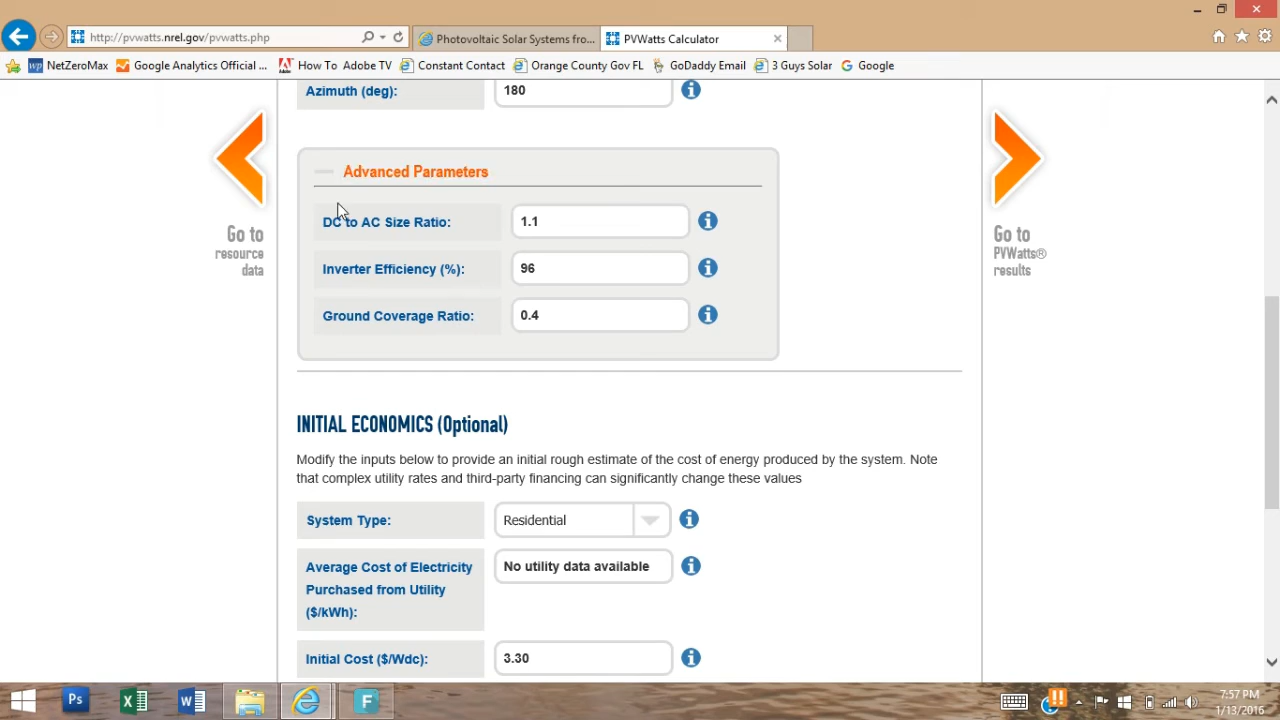 http://pvwatts.nrel.gov/pvwatts.php
Photovoltaic Solar Systems fro...
PVWatts Calculator
NetZeroMax
Google Analytics Official ...
How To Adobe TV
Constant Contact
Orange County Gov FL
GoDaddy Email
3 Guys Solar
Google
Azimuth (deg):
180
Advanced Parameters
DC to AC Size Ratio:
1.1
Inverter Efficiency (%):
96
Ground Coverage Ratio:
0.4
Go to
resource
data
Go to
PVWatts®
results
INITIAL ECONOMICS (Optional)
Modify the inputs below to provide an initial rough estimate of the cost of energy produced by the system. Note
that complex utility rates and third-party financing can significantly change these values
System Type:
Residential
Average Cost of Electricity
Purchased from Utility
($/kWh):
No utility data available
Initial Cost ($/Wdc):
3.30
7:57 PM
1/13/2016